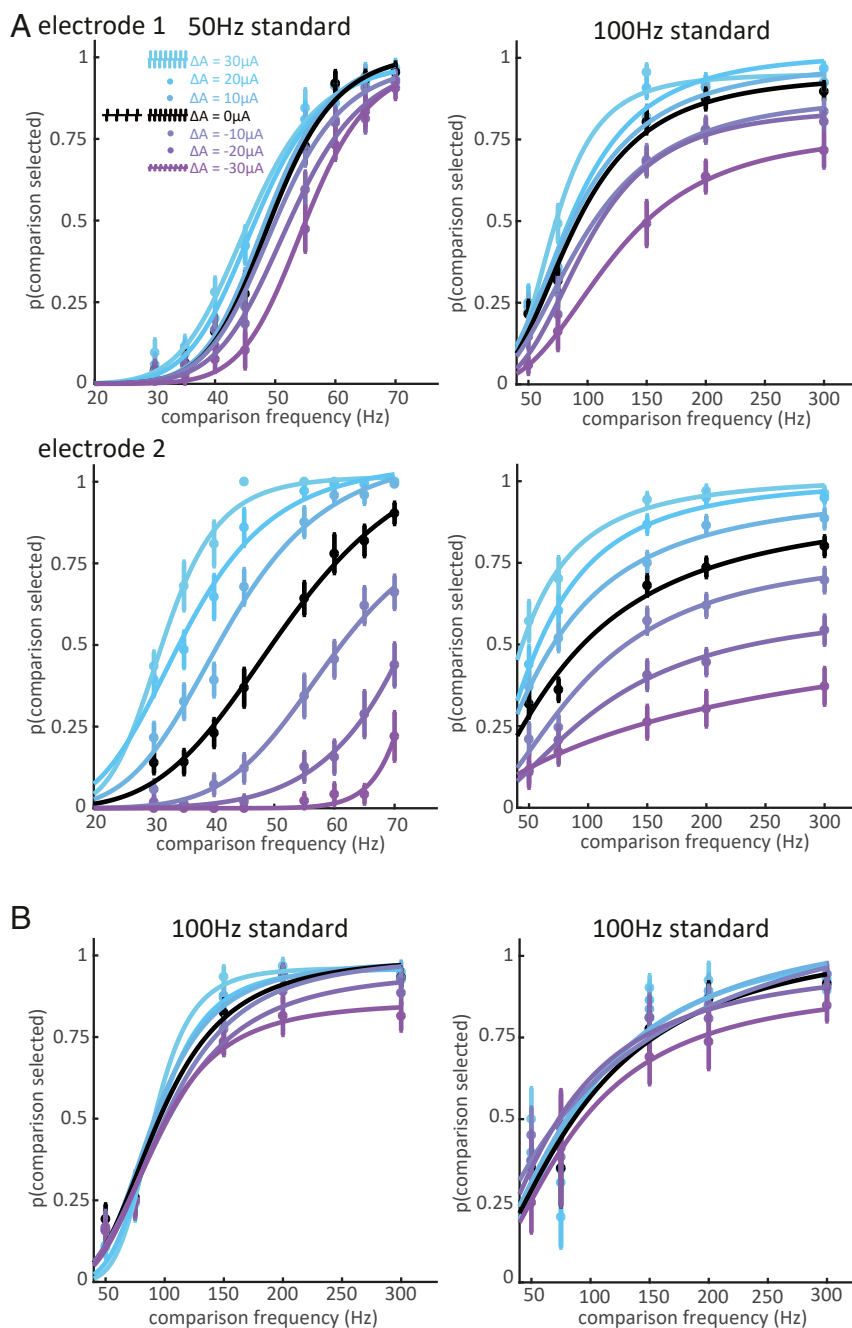 A
electrode 1
50Hz standard
100Hz standard
ΔA = 30µA
ΔA = 20µA
ΔA = 10µA
ΔA = 0µA
ΔA = -10µA
ΔA = -20µA
ΔA = -30µA
p(comparison selected)
1
0.75
0.5
0.25
0
20 30 40 50 60 70
comparison frequency (Hz)
p(comparison selected)
1
0.75
0.5
0.25
0
50 100 150 200 250 300
comparison frequency (Hz)
electrode 2
p(comparison selected)
1
0.75
0.5
0.25
0
20 30 40 50 60 70
comparison frequency (Hz)
p(comparison selected)
1
0.75
0.5
0.25
0
50 100 150 200 250 300
comparison frequency (Hz)
B
100Hz standard
100Hz standard
p(comparison selected)
1
0.75
0.5
0.25
0
50 100 150 200 250 300
comparison frequency (Hz)
p(comparison selected)
1
0.75
0.5
0.25
0
50 100 150 200 250 300
comparison frequency (Hz)